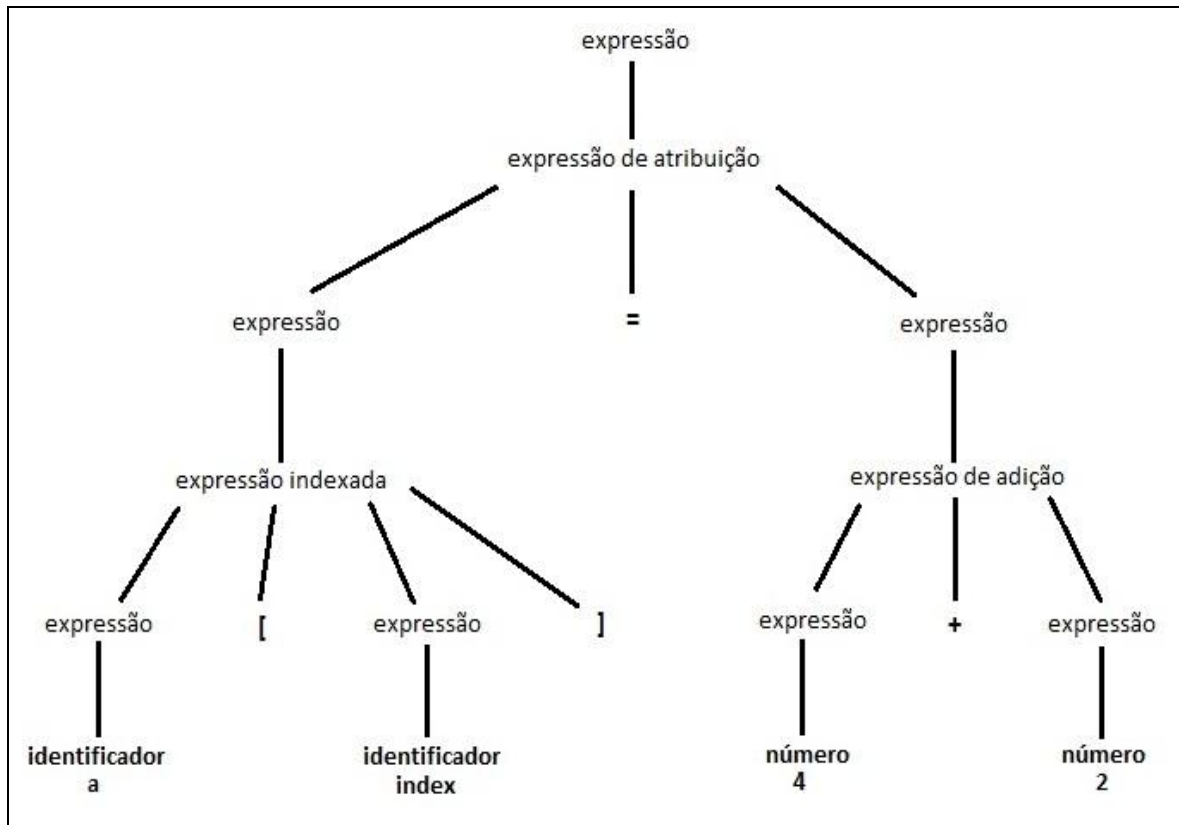 expressão
expressão de atribuição
expressão
=
expressão
expressão indexada
expressão de adição
expressão
[
expressão
]
expressão
+
expressão
identificador
a
identificador
index
número
4
número
2